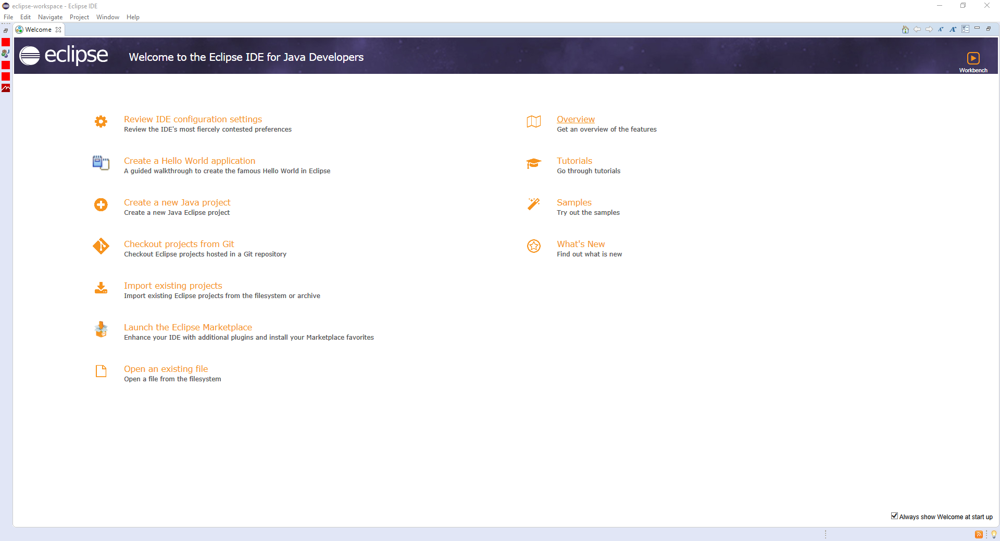 eclipse-workspace - Eclipse IDE
File Edit Navigate Project Window Help
Welcome
eclipse
Welcome to the Eclipse IDE for Java Developers
Workbench
Review IDE configuration settings
Review the IDE's most fiercely contested preferences
Create a Hello World application
A guided walkthrough to create the famous Hello World in Eclipse
Create a new Java project
Create a new Java Eclipse project
Checkout projects from Git
Checkout Eclipse projects hosted in a Git repository
Import existing projects
Import existing Eclipse projects from the filesystem or archive
Launch the Eclipse Marketplace
Enhance your IDE with additional plugins and install your Marketplace favorites
Open an existing file
Open a file from the filesystem
Overview
Get an overview of the features
Tutorials
Go through tutorials
Samples
Try out the samples
What's New
Find out what is new
Always show Welcome at start up